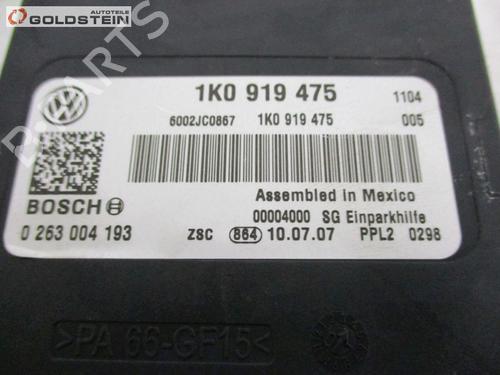 AUTOTEILE
GOLDSTEIN
B-PARTS
1K0 919 475
1104
6002JC0867
1K0 919 475
005
Assembled in Mexico
BOSCH
00004000 SG Einparkhilfe
0 263 004 193
ZSC 864 10.07.07 PPL2 0298
>PA 66-GF15<